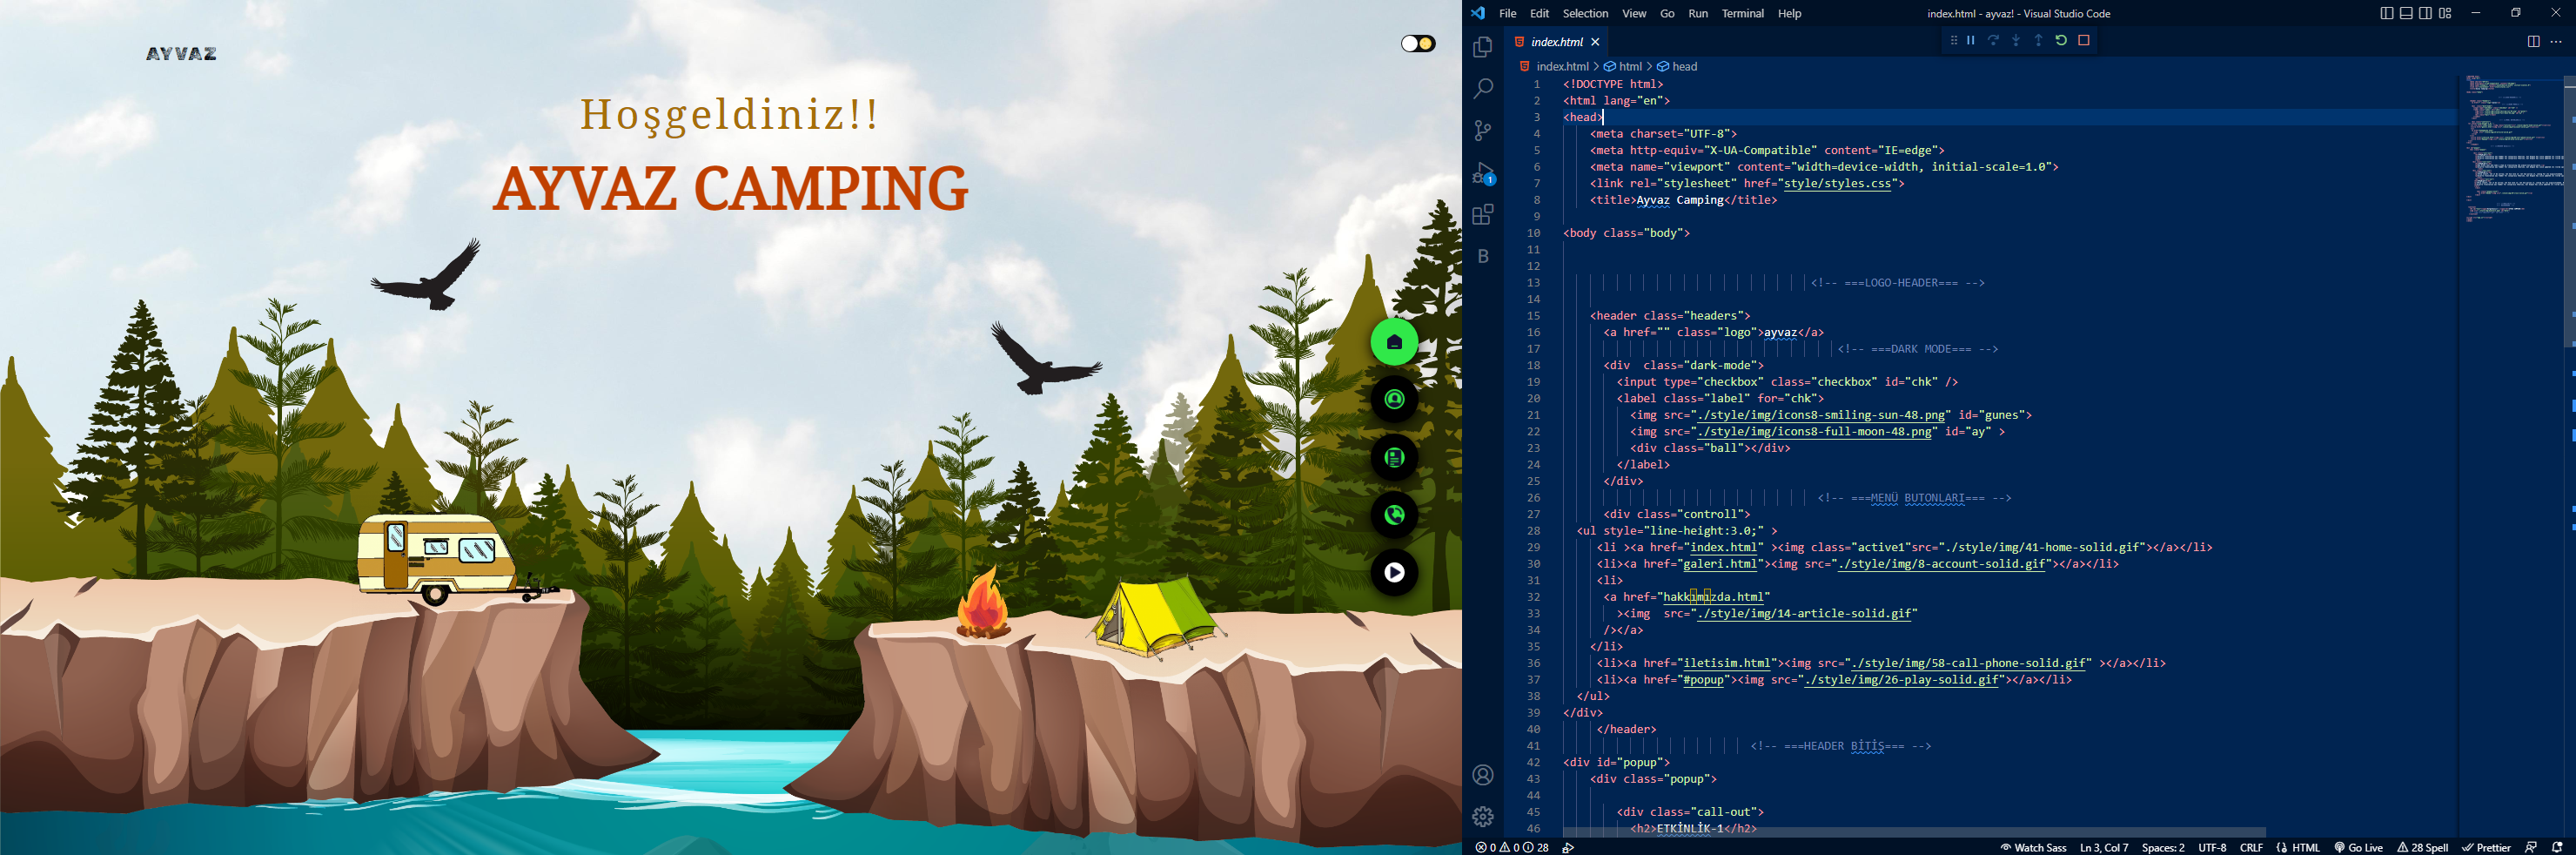 AYVAZ
Hoşgeldiniz!!
AYVAZ CAMPING
File Edit Selection View Go Run Terminal Help
index.html - ayvaz! - Visual Studio Code
index.html
index.html > html > head
1 <!DOCTYPE html>
2 <html lang="en">
3 <head>
4 <meta charset="UTF-8">
5 <meta http-equiv="X-UA-Compatible" content="IE=edge">
6 <meta name="viewport" content="width=device-width, initial-scale=1.0">
7 <link rel="stylesheet" href="style/styles.css">
8 <title>Ayvaz Camping</title>
9
10 <body class="body">
11
12
13 <!-- ===LOGO-HEADER=== -->
14
15 <header class="headers">
16 <a href="" class="logo">ayvaz</a>
17 <!-- ===DARK MODE=== -->
18 <div  class="dark-mode">
19 <input type="checkbox" class="checkbox" id="chk" />
20 <label class="label" for="chk">
21 <img src="./style/img/icons8-smiling-sun-48.png" id="gunes">
22 <img src="./style/img/icons8-full-moon-48.png" id="ay" >
23 <div class="ball"></div>
24 </label>
25 </div>
26 <!-- ===MENÜ BUTONLARI=== -->
27 <div class="controll">
28 <ul style="line-height:3.0;" >
29 <li ><a href="index.html" ><img class="active1"src="./style/img/41-home-solid.gif"></a></li>
30 <li><a href="galeri.html"><img src="./style/img/8-account-solid.gif"></a></li>
31 <li>
32 <a href="hakkımızda.html"
33 ><img  src="./style/img/14-article-solid.gif"
34 /></a>
35 </li>
36 <li><a href="iletisim.html"><img src="./style/img/58-call-phone-solid.gif" ></a></li>
37 <li><a href="#popup"><img src="./style/img/26-play-solid.gif"></a></li>
38 </ul>
39 </div>
40 </header>
41 <!-- ===HEADER BİTİŞ=== -->
42 <div id="popup">
43 <div class="popup">
44
45 <div class="call-out">
46 <h2>ETKİNLİK-1</h2>
B
1
0 0 28
Watch Sass Ln 3, Col 7 Spaces: 2 UTF-8 CRLF HTML Go Live 28 Spell Prettier